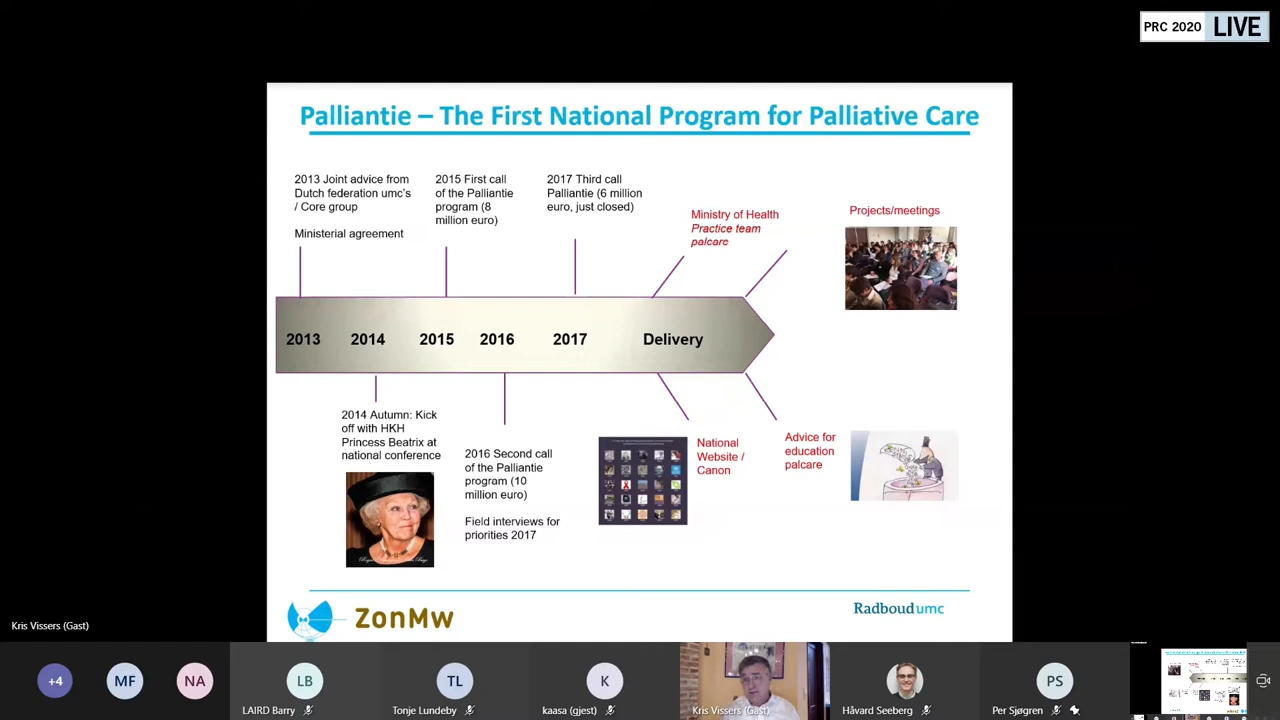 PRC 2020 LIVE
Palliantie – The First National Program for Palliative Care
2013 Joint advice from
Dutch federation umc's
/ Core group
Ministerial agreement
2015 First call
of the Palliantie
program (8
million euro)
2017 Third call
Palliantie (6 million
euro, just closed)
Ministry of Health
Practice team
palcare
Projects/meetings
2013
2014
2015
2016
2017
Delivery
2014 Autumn: Kick
off with HKH
Princess Beatrix at
national conference
2016 Second call
of the Palliantie
program (10
million euro)
Field interviews for
priorities 2017
National
Website /
Canon
Advice for
education
palcare
ZonMw
Radboudumc
Kris Vissers (Gast)
+4
MF
NA
LB
LAIRD Barry
TL
Tonje Lundeby
K
kaasa (gjest)
Kris Vissers (Gast)
Håvard Seeberg
PS
Per Sjøgren